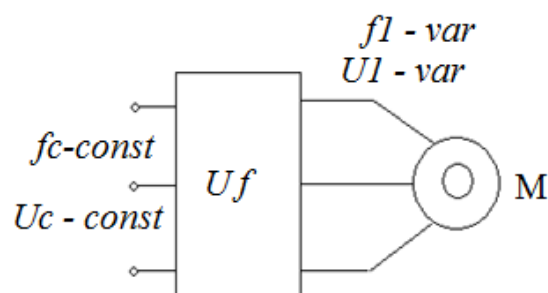 f1 - var
U1 - var
fc-const
Uf
M
Uc - const